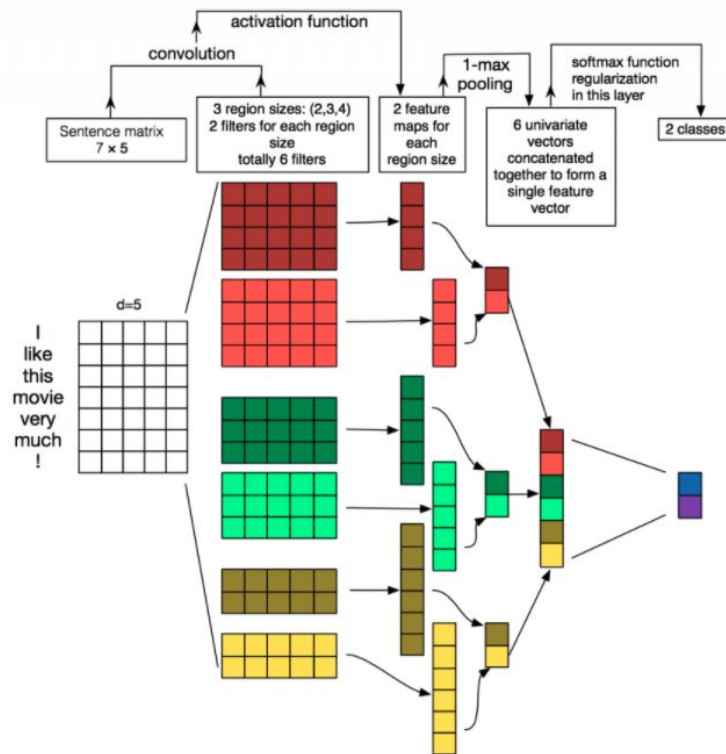 activation function
convolution
1-max
pooling
softmax function
regularization
in this layer
Sentence matrix
7 × 5
3 region sizes: (2,3,4)
2 filters for each region
size
totally 6 filters
2 feature
maps for
each
region size
6 univariate
vectors
concatenated
together to form a
single feature
vector
2 classes
d=5
I
like
this
movie
very
much
!